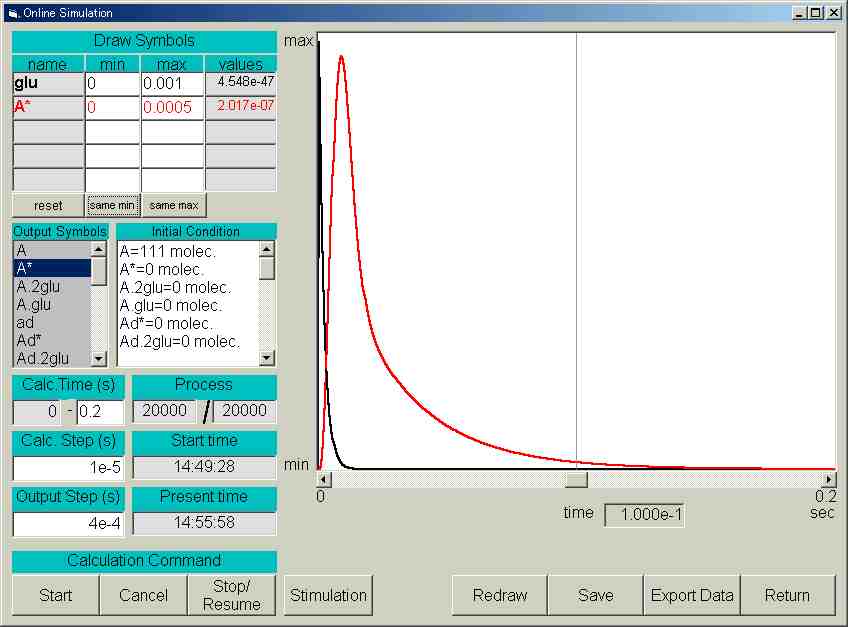 Online Simulation
Draw Symbols
name min max values
glu 0 0.001 4.548e-47
A* 0 0.0005 2.017e-07
reset same min same max
Output Symbols
A
A*
A.2glu
A.glu
ad
Ad*
Ad.2glu
Initial Condition
A=111 molec.
A*=0 molec.
A.2glu=0 molec.
A.glu=0 molec.
Ad*=0 molec.
Ad.2glu=0 molec.
Calc.Time (s) Process
0 - 0.2 20000 / 20000
Calc. Step (s) Start time
1e-5 14:49:28
Output Step (s) Present time
4e-4 14:55:58
Calculation Command
Start Cancel Stop/
Resume
max
min
0 0.2
sec
time 1.000e-1
Stimulation Redraw Save Export Data Return